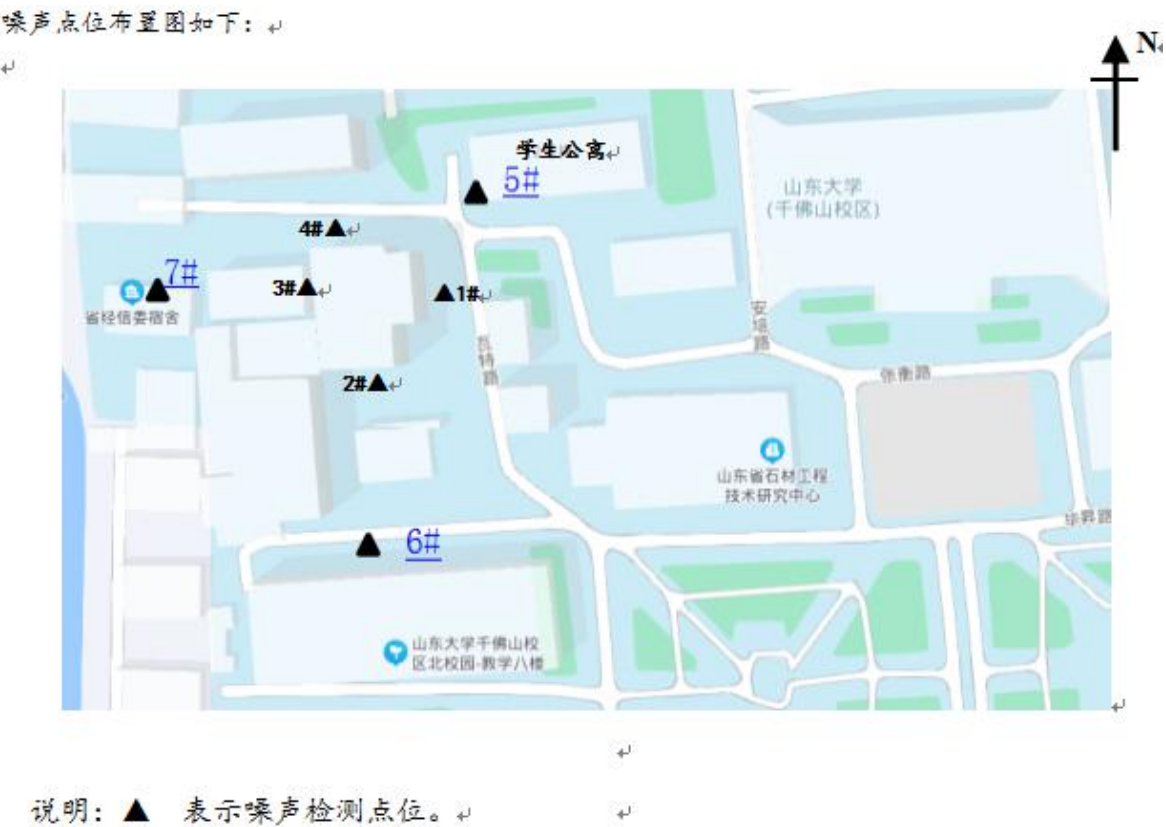 噪声点位布置图如下：
N
学生公寓
5#
山东大学
(千佛山校区)
4#▲
7#
3#▲
▲1#
省经信委宿舍
安培路
瓦特路
2#▲
张衡路
山东省石材工程
技术研究中心
毕昇路
6#
山东大学千佛山校
区北校园-教学八楼
说明：▲ 表示噪声检测点位。